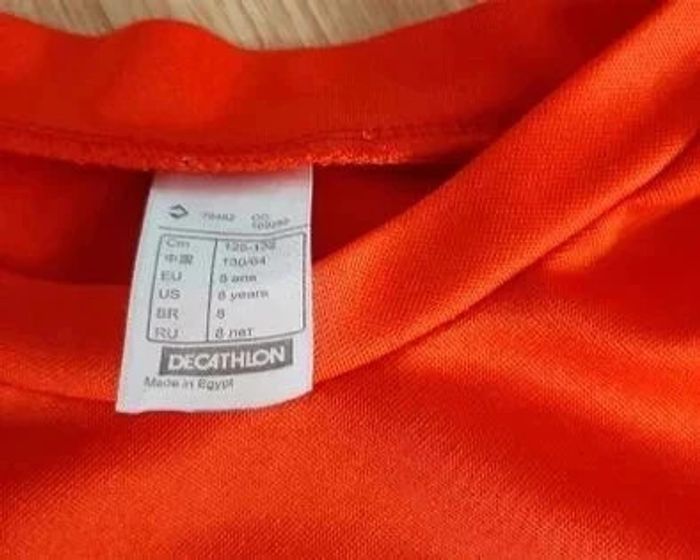 Cm 125-132
中国 130/64
EU 8 ans
US 8 years
BR 8
RU 8 лет
DECATHLON
Made in Egypt